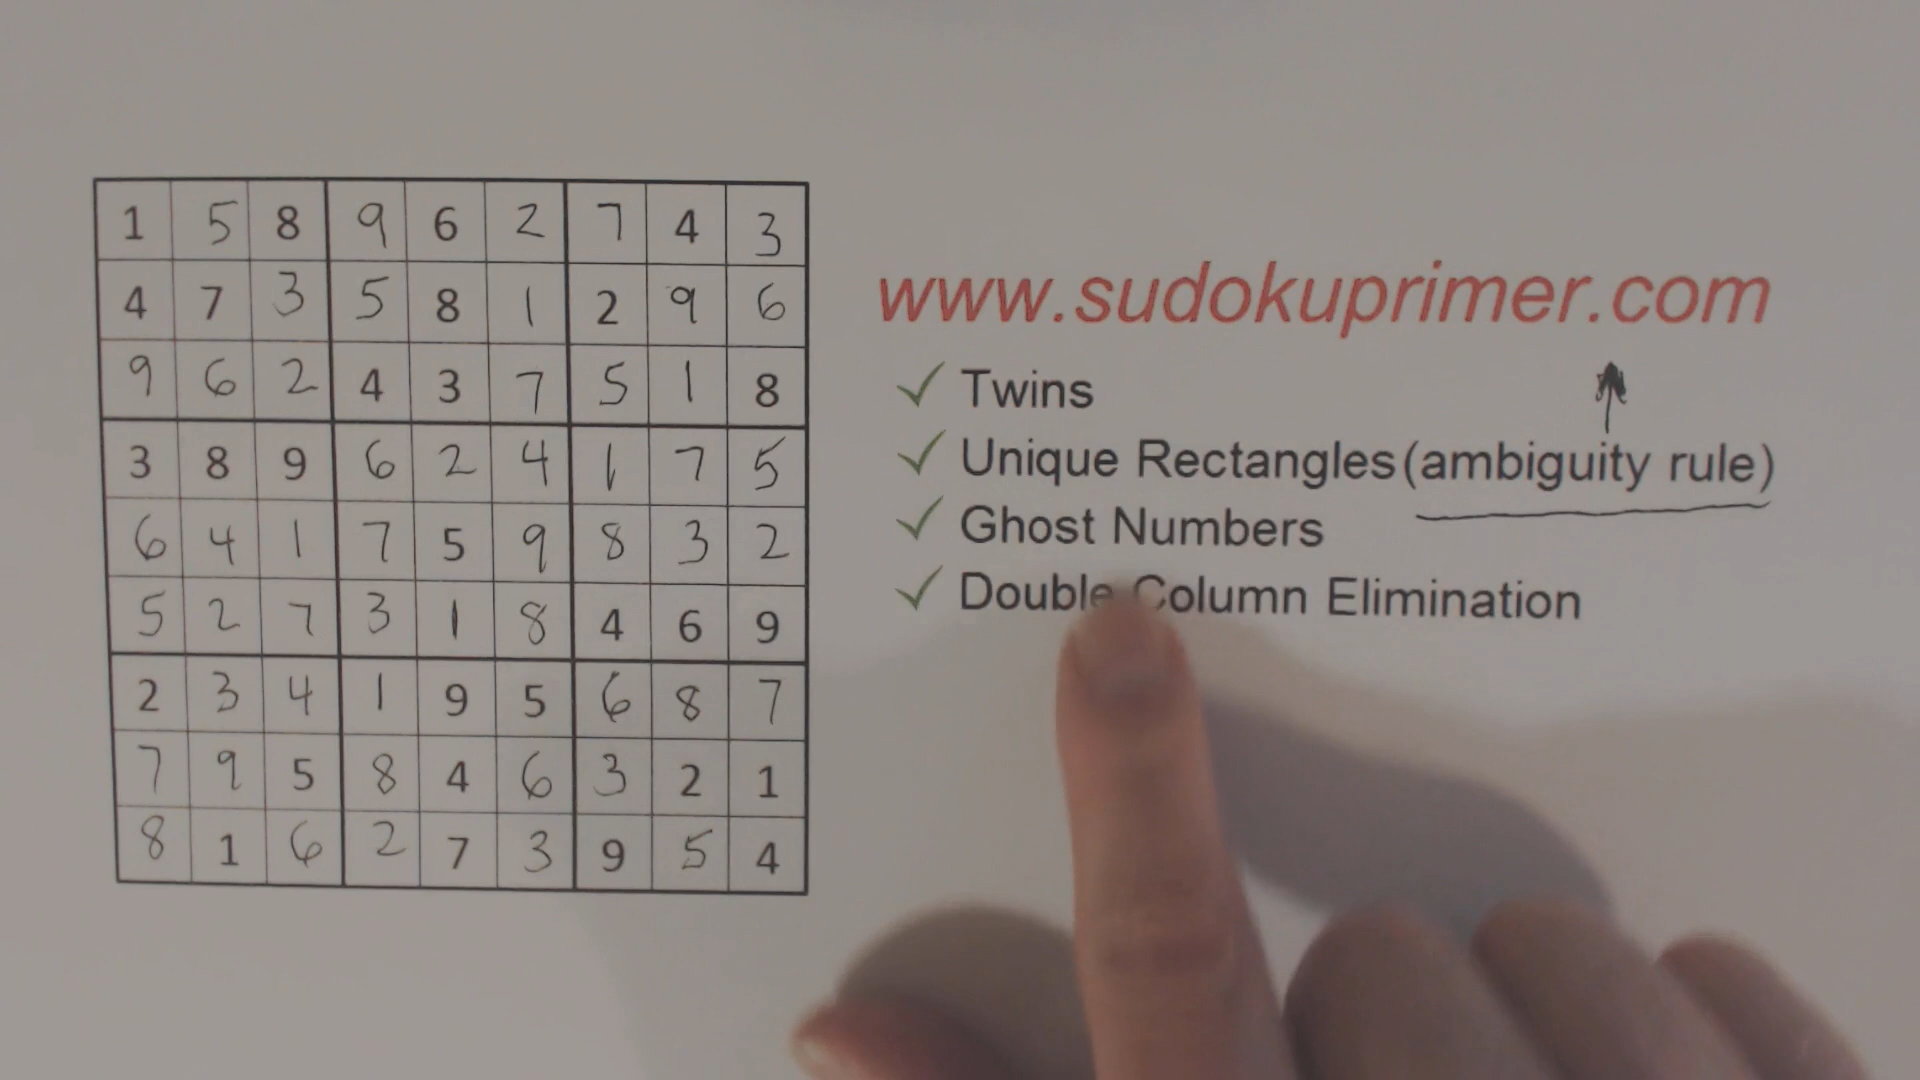 1 5 8 9 6 2 7 4 3
4 7 3 5 8 1 2 9 6
9 6 2 4 3 7 5 1 8
3 8 9 6 2 4 1 7 5
6 4 1 7 5 9 8 3 2
5 2 7 3 1 8 4 6 9
2 3 4 1 9 5 6 8 7
7 9 5 8 4 6 3 2 1
8 1 6 2 7 3 9 5 4
www.sudokuprimer.com
✓ Twins
✓ Unique Rectangles (ambiguity rule)
✓ Ghost Numbers
✓ Double Column Elimination